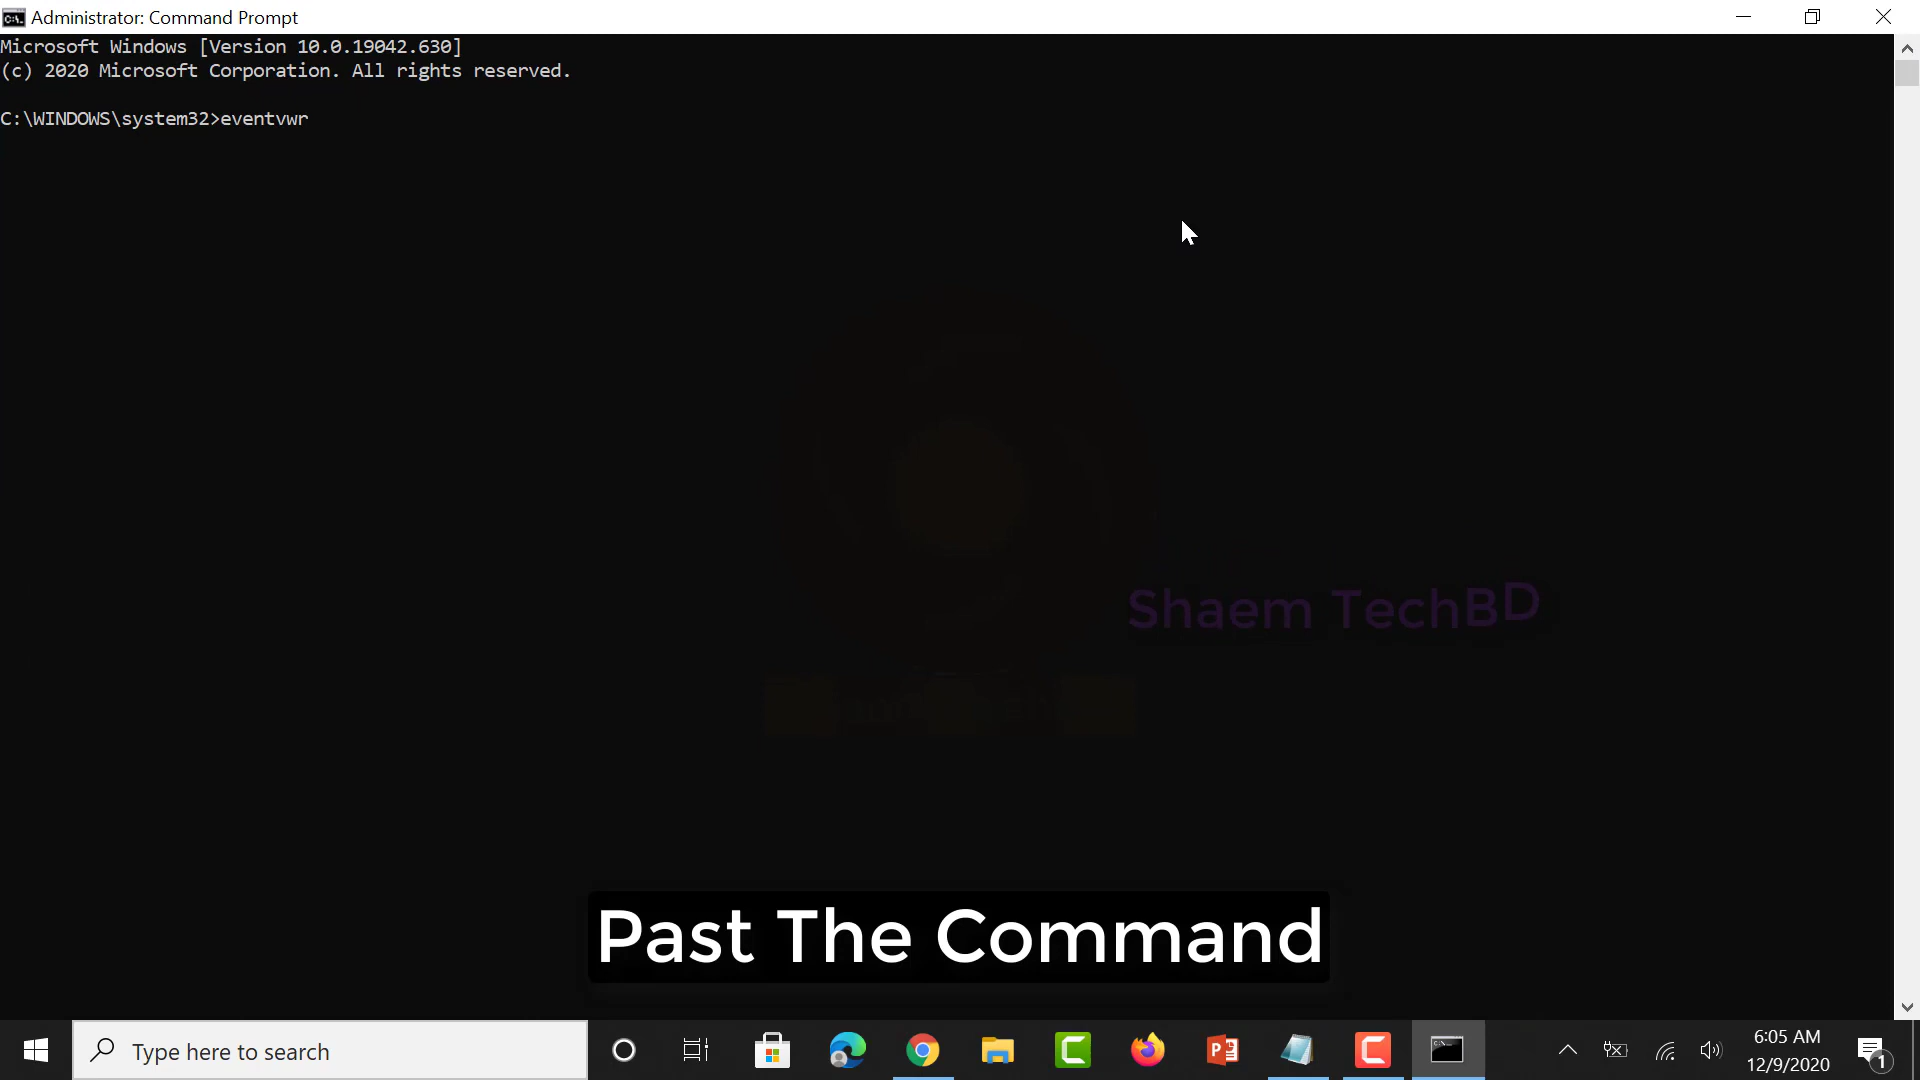 Administrator: Command Prompt
Microsoft Windows [Version 10.0.19042.630]
(c) 2020 Microsoft Corporation. All rights reserved.
C:\WINDOWS\system32>eventvwr
Shaem TechBD
Past The Command
Type here to search
6:05 AM
12/9/2020
1